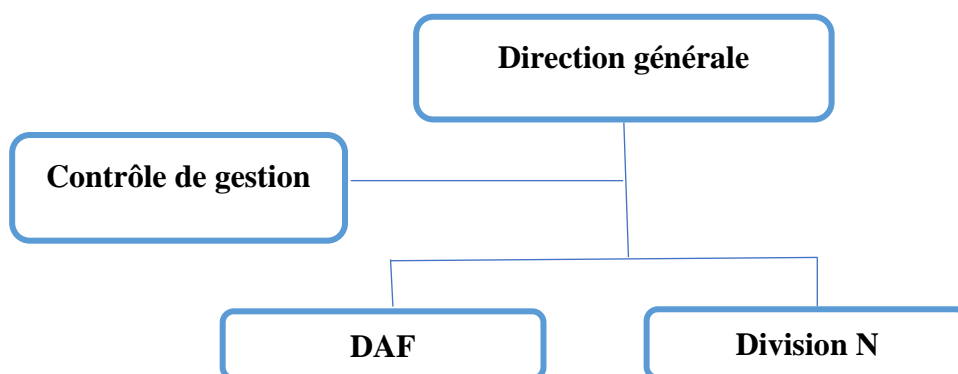 Direction générale
Contrôle de gestion
DAF
Division N